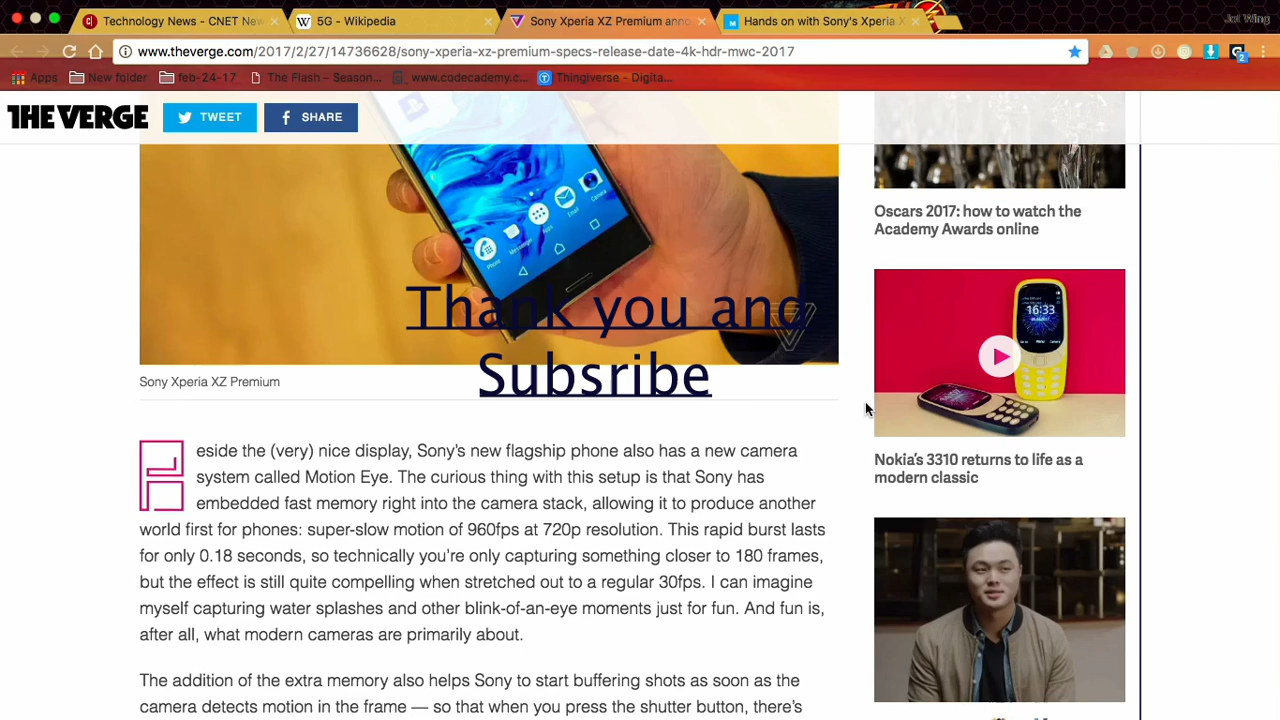 Technology News - CNET New
5G - Wikipedia
Sony Xperia XZ Premium anno
Hands on with Sony's Xperia X
Jot Wing
www.theverge.com/2017/2/27/14736628/sony-xperia-xz-premium-specs-release-date-4k-hdr-mwc-2017
Apps
New folder
feb-24-17
The Flash – Season...
www.codecademy.c...
Thingiverse - Digita...
2
THE VERGE
TWEET
SHARE
Phone
Apps
Email
Camera
Thank you and
Subsribe
Sony Xperia XZ Premium
Beside the (very) nice display, Sony's new flagship phone also has a new camera
system called Motion Eye. The curious thing with this setup is that Sony has
embedded fast memory right into the camera stack, allowing it to produce another
world first for phones: super-slow motion of 960fps at 720p resolution. This rapid burst lasts
for only 0.18 seconds, so technically you're only capturing something closer to 180 frames,
but the effect is still quite compelling when stretched out to a regular 30fps. I can imagine
myself capturing water splashes and other blink-of-an-eye moments just for fun. And fun is,
after all, what modern cameras are primarily about.
The addition of the extra memory also helps Sony to start buffering shots as soon as the
camera detects motion in the frame — so that when you press the shutter button, there's
Oscars 2017: how to watch the
Academy Awards online
16:33
Nokia's 3310 returns to life as a
modern classic